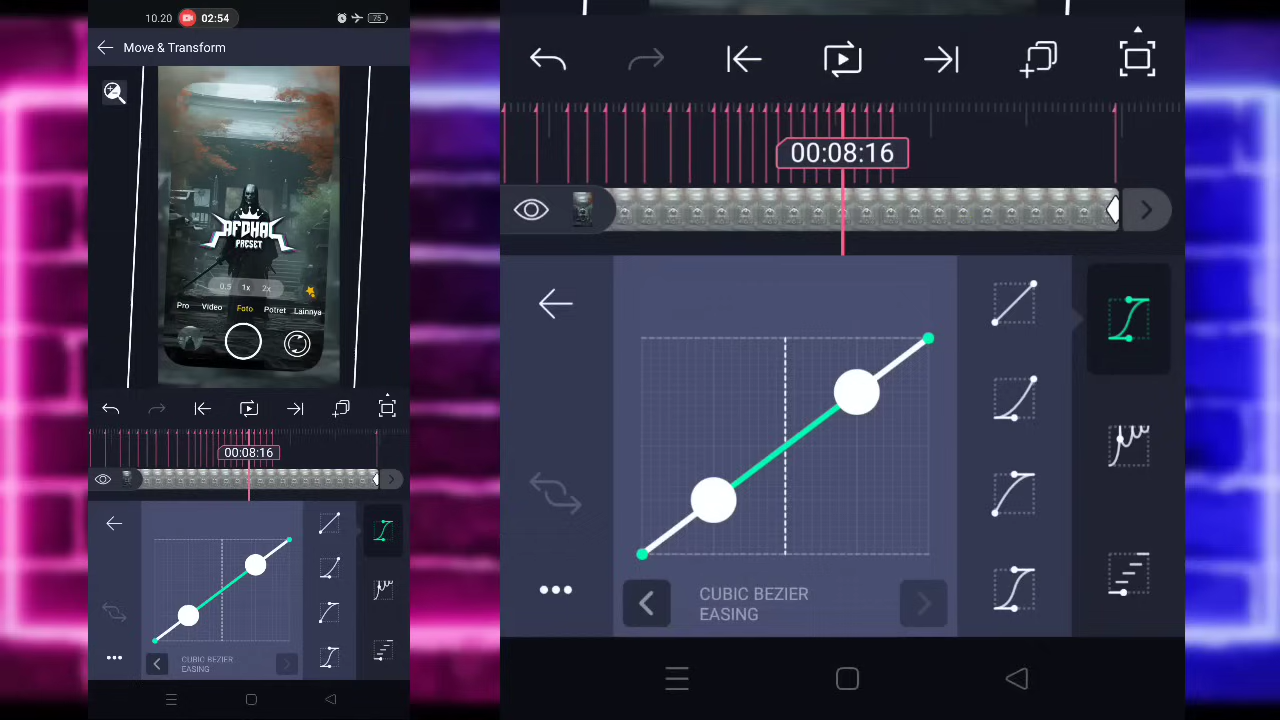 10.20 02:54 75
Move & Transform
AFDHAL
PRESET
0.5 1x 2x
Pro Video Foto Potret Lainnya
00:08:16
CUBIC BEZIER
EASING
00:08:16
CUBIC BEZIER
EASING